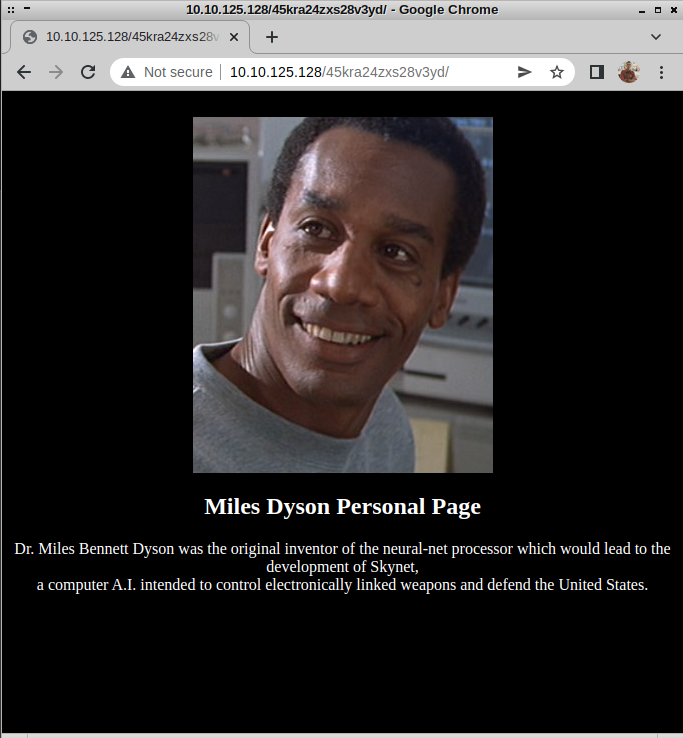 10.10.125.128/45kra24zxs28v3yd/ - Google Chrome
10.10.125.128/45kra24zxs28v
Not secure 10.10.125.128/45kra24zxs28v3yd/
Miles Dyson Personal Page
Dr. Miles Bennett Dyson was the original inventor of the neural-net processor which would lead to the
development of Skynet,
a computer A.I. intended to control electronically linked weapons and defend the United States.